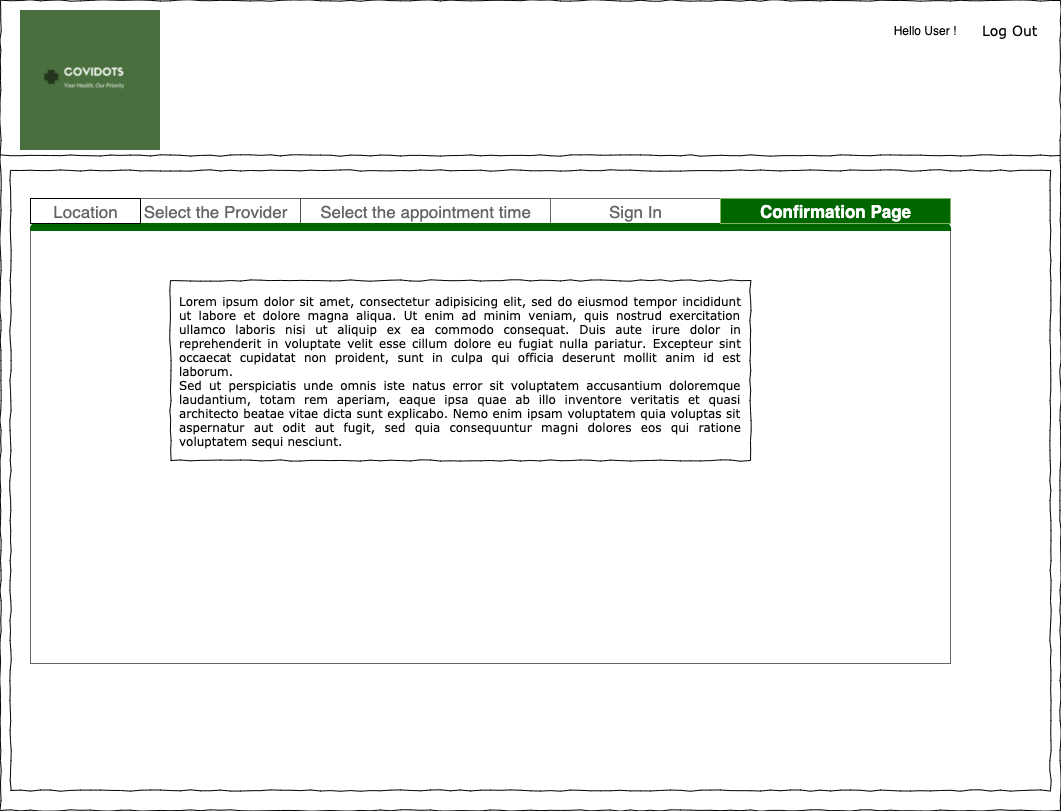 Hello User !
Log Out
COVIDOTS
Your Health, Our Priority
Location
Select the Provider
Select the appointment time
Sign In
Confirmation Page
Lorem ipsum dolor sit amet, consectetur adipisicing elit, sed do eiusmod tempor incididunt
ut labore et dolore magna aliqua. Ut enim ad minim veniam, quis nostrud exercitation
ullamco laboris nisi ut aliquip ex ea commodo consequat. Duis aute irure dolor in
reprehenderit in voluptate velit esse cillum dolore eu fugiat nulla pariatur. Excepteur sint
occaecat cupidatat non proident, sunt in culpa qui officia deserunt mollit anim id est
laborum.
Sed ut perspiciatis unde omnis iste natus error sit voluptatem accusantium doloremque
laudantium, totam rem aperiam, eaque ipsa quae ab illo inventore veritatis et quasi
architecto beatae vitae dicta sunt explicabo. Nemo enim ipsam voluptatem quia voluptas sit
aspernatur aut odit aut fugit, sed quia consequuntur magni dolores eos qui ratione
voluptatem sequi nesciunt.